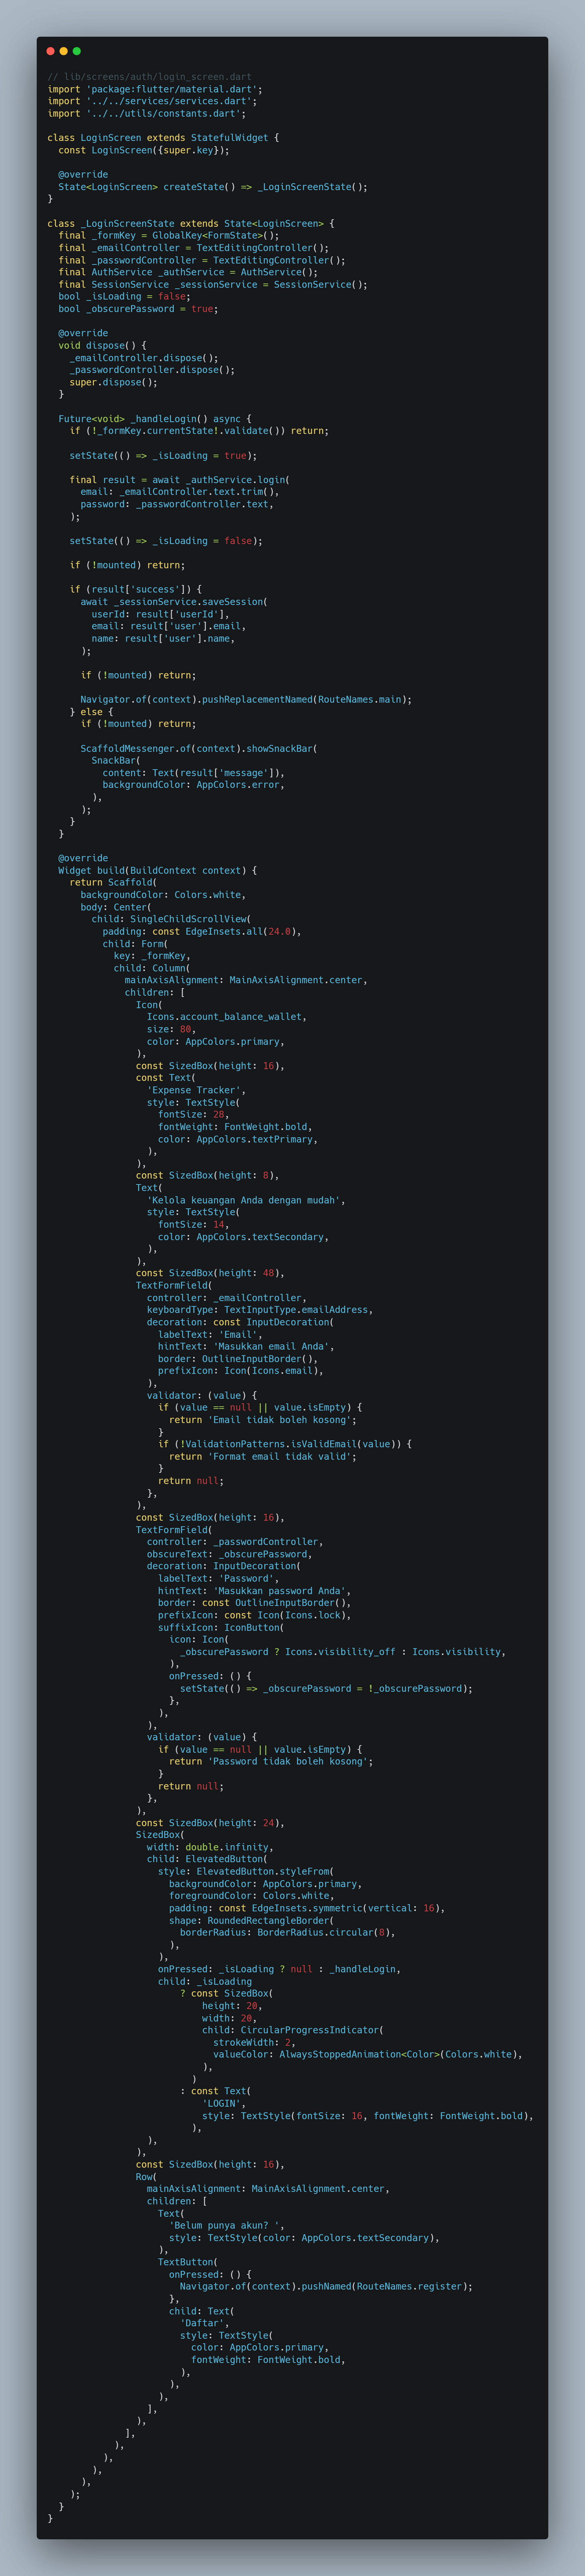 // lib/screens/auth/login_screen.dart
import 'package:flutter/material.dart';
import '../../services/services.dart';
import '../../utils/constants.dart';

class LoginScreen extends StatefulWidget {
  const LoginScreen({super.key});

  @override
  State<LoginScreen> createState() => _LoginScreenState();
}

class _LoginScreenState extends State<LoginScreen> {
  final _formKey = GlobalKey<FormState>();
  final _emailController = TextEditingController();
  final _passwordController = TextEditingController();
  final AuthService _authService = AuthService();
  final SessionService _sessionService = SessionService();
  bool _isLoading = false;
  bool _obscurePassword = true;

  @override
  void dispose() {
    _emailController.dispose();
    _passwordController.dispose();
    super.dispose();
  }

  Future<void> _handleLogin() async {
    if (!_formKey.currentState!.validate()) return;

    setState(() => _isLoading = true);

    final result = await _authService.login(
      email: _emailController.text.trim(),
      password: _passwordController.text,
    );

    setState(() => _isLoading = false);

    if (!mounted) return;

    if (result['success']) {
      await _sessionService.saveSession(
        userId: result['userId'],
        email: result['user'].email,
        name: result['user'].name,
      );

      if (!mounted) return;

      Navigator.of(context).pushReplacementNamed(RouteNames.main);
    } else {
      if (!mounted) return;

      ScaffoldMessenger.of(context).showSnackBar(
        SnackBar(
          content: Text(result['message']),
          backgroundColor: AppColors.error,
        ),
      );
    }
  }

  @override
  Widget build(BuildContext context) {
    return Scaffold(
      backgroundColor: Colors.white,
      body: Center(
        child: SingleChildScrollView(
          padding: const EdgeInsets.all(24.0),
          child: Form(
            key: _formKey,
            child: Column(
              mainAxisAlignment: MainAxisAlignment.center,
              children: [
                Icon(
                  Icons.account_balance_wallet,
                  size: 80,
                  color: AppColors.primary,
                ),
                const SizedBox(height: 16),
                const Text(
                  'Expense Tracker',
                  style: TextStyle(
                    fontSize: 28,
                    fontWeight: FontWeight.bold,
                    color: AppColors.textPrimary,
                  ),
                ),
                const SizedBox(height: 8),
                Text(
                  'Kelola keuangan Anda dengan mudah',
                  style: TextStyle(
                    fontSize: 14,
                    color: AppColors.textSecondary,
                  ),
                ),
                const SizedBox(height: 48),
                TextFormField(
                  controller: _emailController,
                  keyboardType: TextInputType.emailAddress,
                  decoration: const InputDecoration(
                    labelText: 'Email',
                    hintText: 'Masukkan email Anda',
                    border: OutlineInputBorder(),
                    prefixIcon: Icon(Icons.email),
                  ),
                  validator: (value) {
                    if (value == null || value.isEmpty) {
                      return 'Email tidak boleh kosong';
                    }
                    if (!ValidationPatterns.isValidEmail(value)) {
                      return 'Format email tidak valid';
                    }
                    return null;
                  },
                ),
                const SizedBox(height: 16),
                TextFormField(
                  controller: _passwordController,
                  obscureText: _obscurePassword,
                  decoration: InputDecoration(
                    labelText: 'Password',
                    hintText: 'Masukkan password Anda',
                    border: const OutlineInputBorder(),
                    prefixIcon: const Icon(Icons.lock),
                    suffixIcon: IconButton(
                      icon: Icon(
                        _obscurePassword ? Icons.visibility_off : Icons.visibility,
                      ),
                      onPressed: () {
                        setState(() => _obscurePassword = !_obscurePassword);
                      },
                    ),
                  ),
                  validator: (value) {
                    if (value == null || value.isEmpty) {
                      return 'Password tidak boleh kosong';
                    }
                    return null;
                  },
                ),
                const SizedBox(height: 24),
                SizedBox(
                  width: double.infinity,
                  child: ElevatedButton(
                    style: ElevatedButton.styleFrom(
                      backgroundColor: AppColors.primary,
                      foregroundColor: Colors.white,
                      padding: const EdgeInsets.symmetric(vertical: 16),
                      shape: RoundedRectangleBorder(
                        borderRadius: BorderRadius.circular(8),
                      ),
                    ),
                    onPressed: _isLoading ? null : _handleLogin,
                    child: _isLoading
                        ? const SizedBox(
                            height: 20,
                            width: 20,
                            child: CircularProgressIndicator(
                              strokeWidth: 2,
                              valueColor: AlwaysStoppedAnimation<Color>(Colors.white),
                            ),
                          )
                        : const Text(
                            'LOGIN',
                            style: TextStyle(fontSize: 16, fontWeight: FontWeight.bold),
                          ),
                  ),
                ),
                const SizedBox(height: 16),
                Row(
                  mainAxisAlignment: MainAxisAlignment.center,
                  children: [
                    Text(
                      'Belum punya akun? ',
                      style: TextStyle(color: AppColors.textSecondary),
                    ),
                    TextButton(
                      onPressed: () {
                        Navigator.of(context).pushNamed(RouteNames.register);
                      },
                      child: Text(
                        'Daftar',
                        style: TextStyle(
                          color: AppColors.primary,
                          fontWeight: FontWeight.bold,
                        ),
                      ),
                    ),
                  ],
                ),
              ],
            ),
          ),
        ),
      ),
    );
  }
}